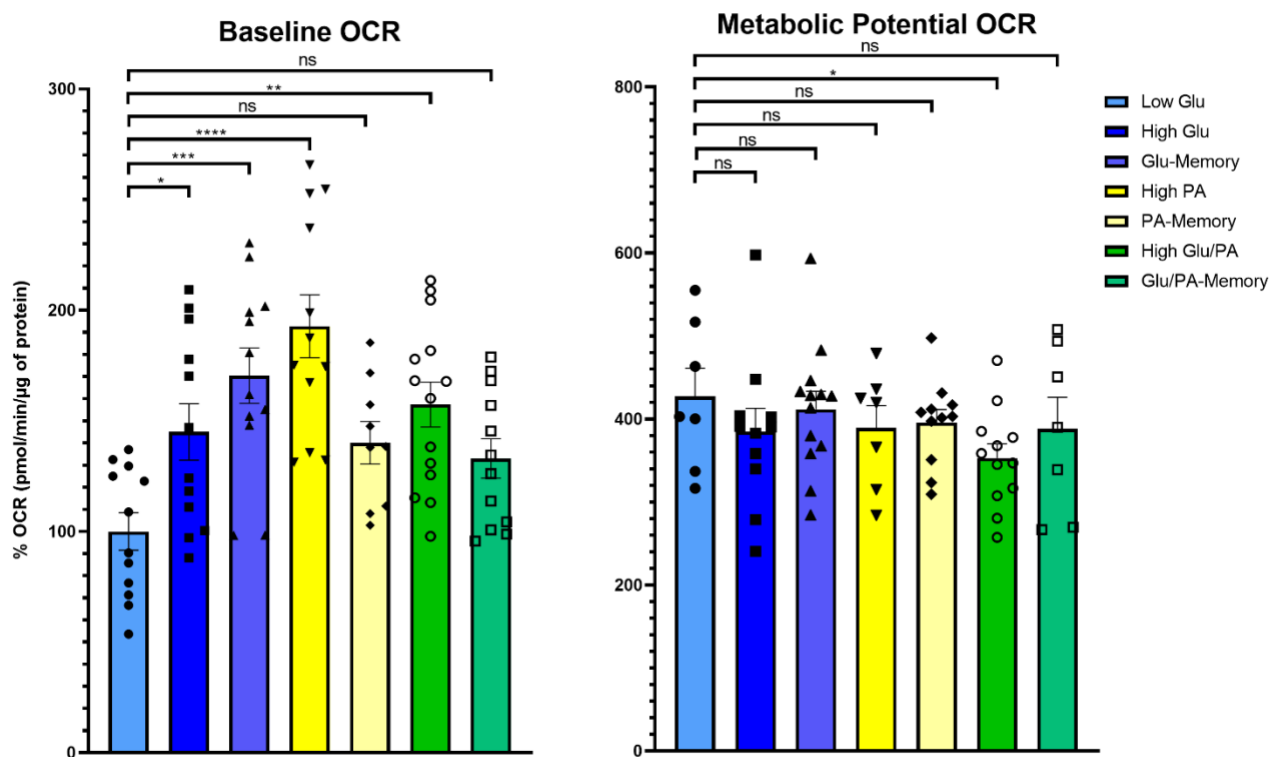 Baseline OCR
ns
**
ns
****
***
*
300
200
100
0
% OCR (pmol/min/μg of protein)
Metabolic Potential OCR
ns
*
ns
ns
ns
ns
800
600
400
200
0
Low Glu
High Glu
Glu-Memory
High PA
PA-Memory
High Glu/PA
Glu/PA-Memory